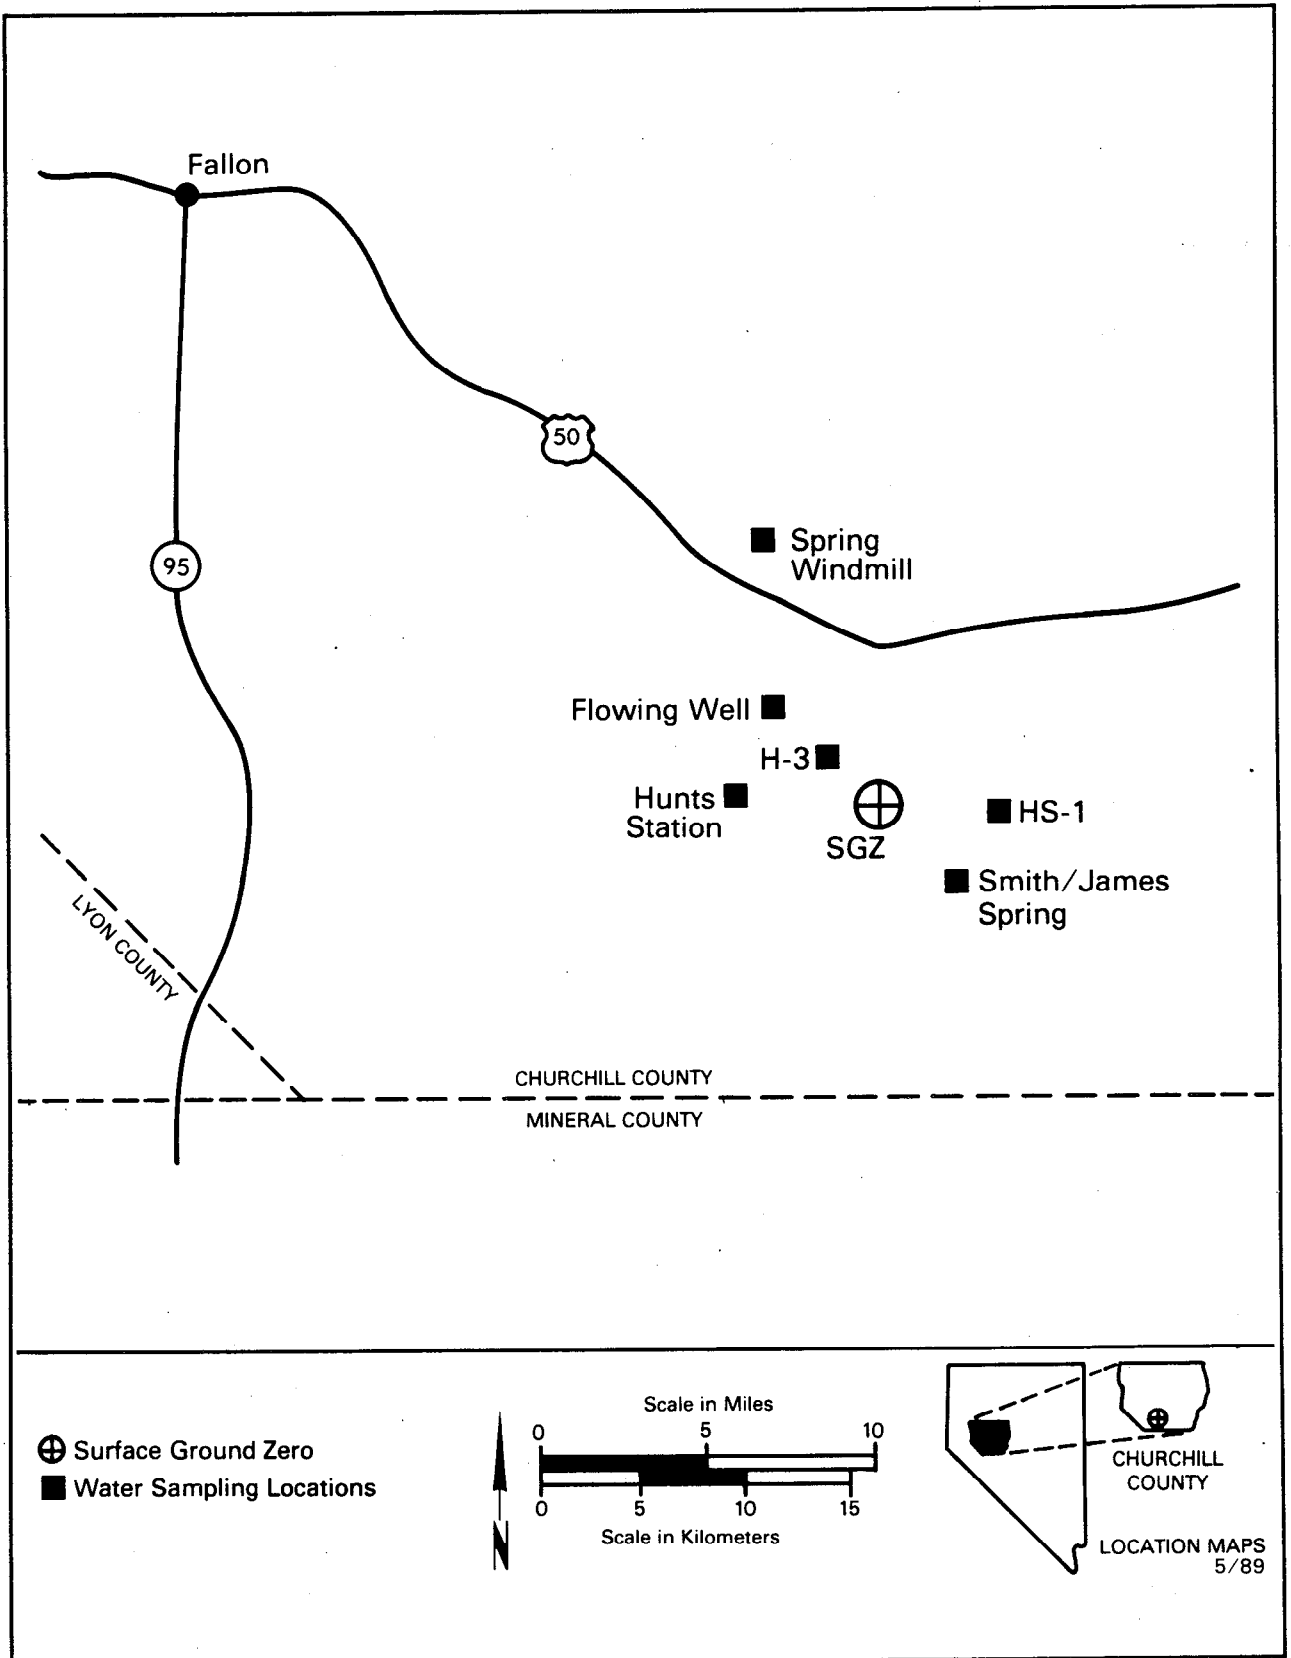 Fallon
50
95
Spring
Windmill
Flowing Well
H-3
Hunts
Station
SGZ
HS-1
Smith/James
Spring
LYON COUNTY
CHURCHILL COUNTY
MINERAL COUNTY
Surface Ground Zero
Water Sampling Locations
N
Scale in Miles
0 5 10
0 5 10 15
Scale in Kilometers
CHURCHILL
COUNTY
LOCATION MAPS
5/89